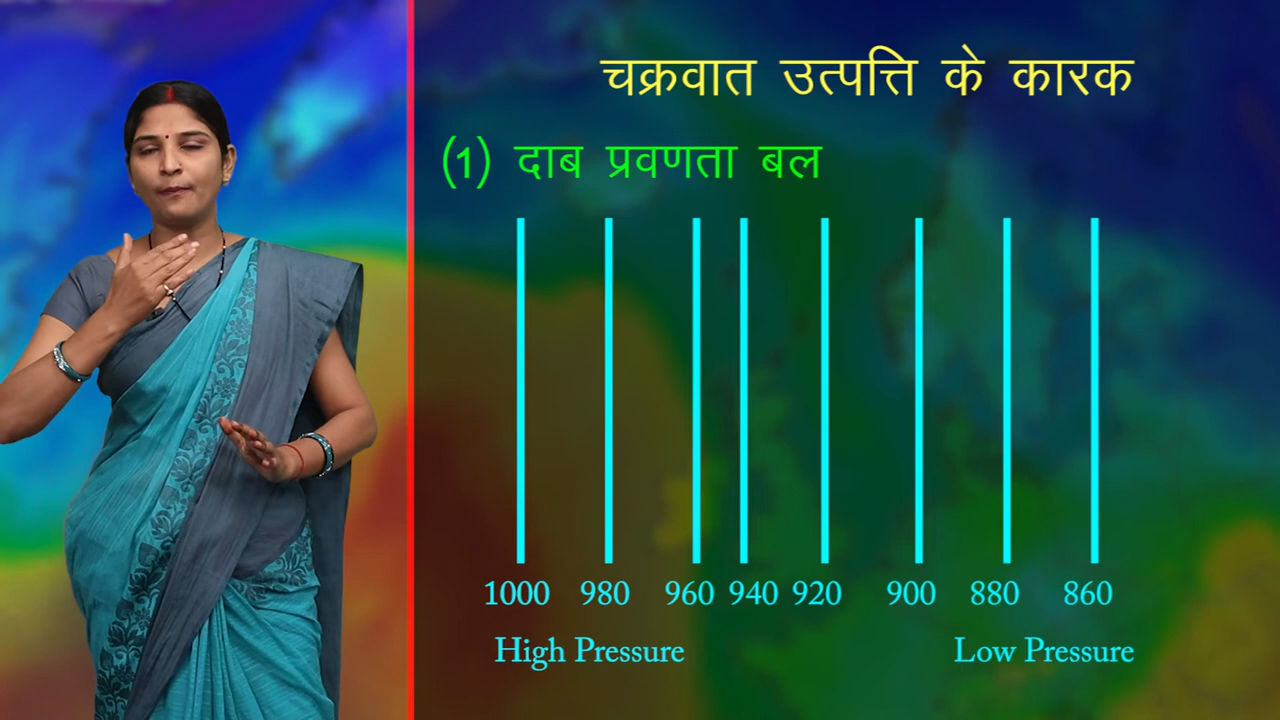 चक्रवात उत्पत्ति के कारक
(1) दाब प्रवणता बल
1000 980 960 940 920 900 880 860
High Pressure Low Pressure